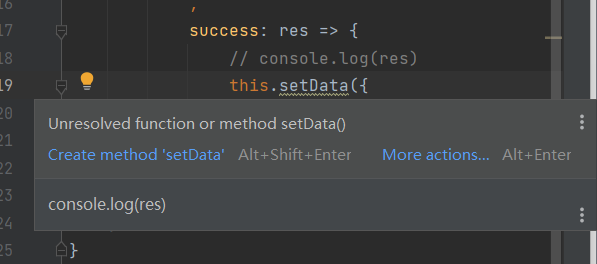 16
,
17 success: res => {
18 // console.log(res)
19 this.setData({
20
Unresolved function or method setData()
21
Create method 'setData' Alt+Shift+Enter More actions... Alt+Enter
22
23
console.log(res)
24
25 }